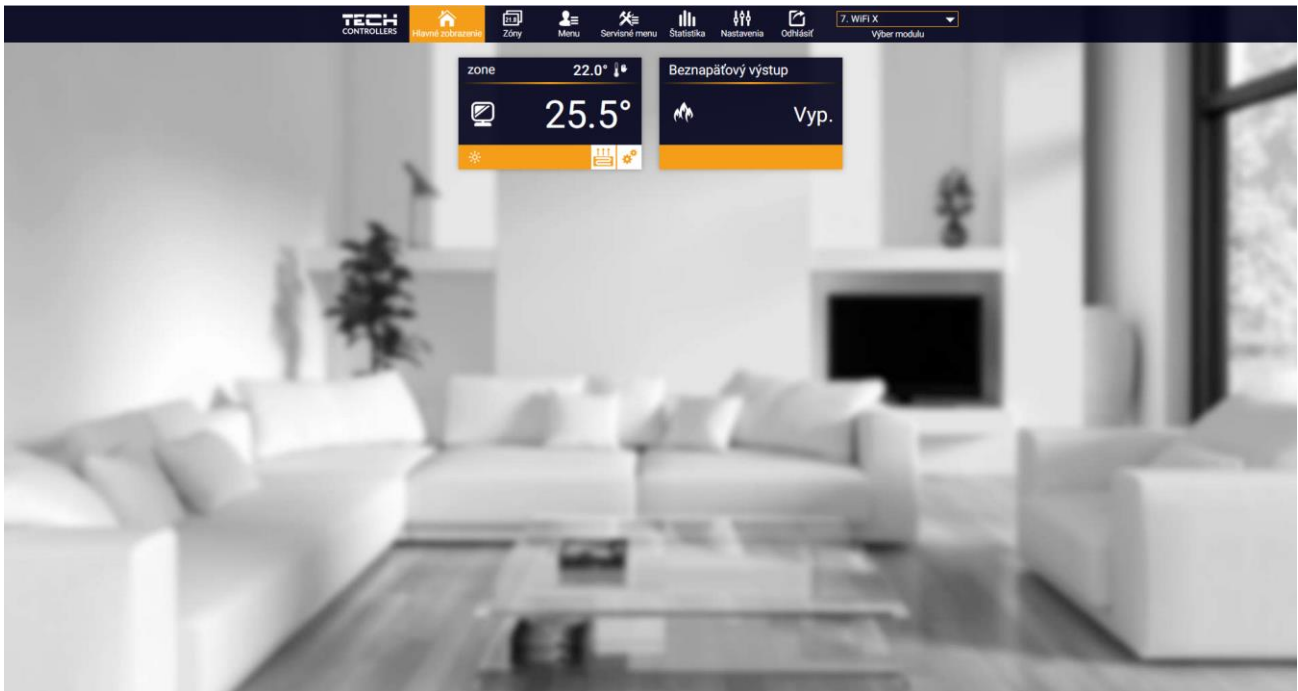 TECH
CONTROLLERS
Hlavné zobrazenie
21.8
Zóny
Menu
Servisné menu
Štatistika
Nastavenia
Odhlásiť
7. WiFi X
Výber modulu
zone 22.0°
25.5°
Beznapäťový výstup
Vyp.